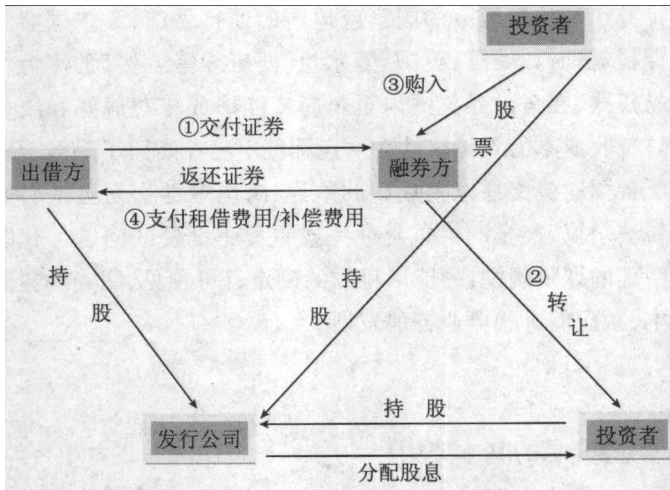 投资者
③购入
股
票
①交付证券
出借方
融券方
返还证券
④支付租借费用/补偿费用
持
股
持
股
②
转
让
持 股
发行公司
投资者
分配股息